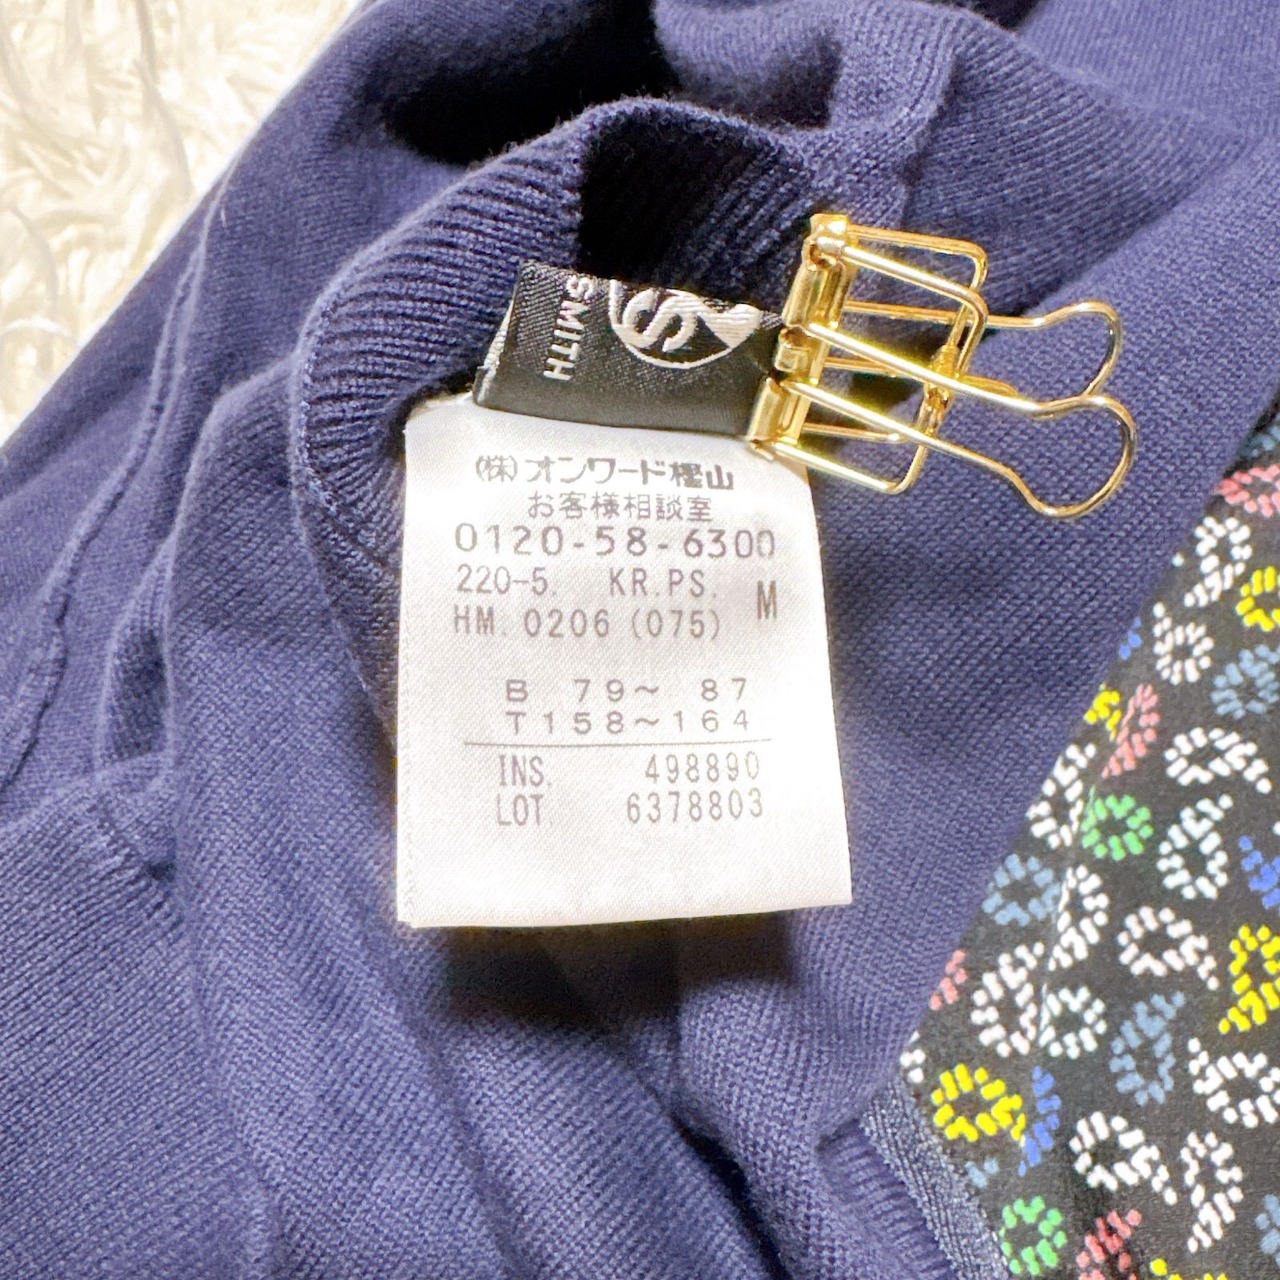 SMITH
S
(株)オンワード樫山
お客様相談室
0120-58-6300
220-5. KR.PS. M
HM. 0206 (075)
B 79～ 87
T158～164
INS. 498890
LOT. 6378803